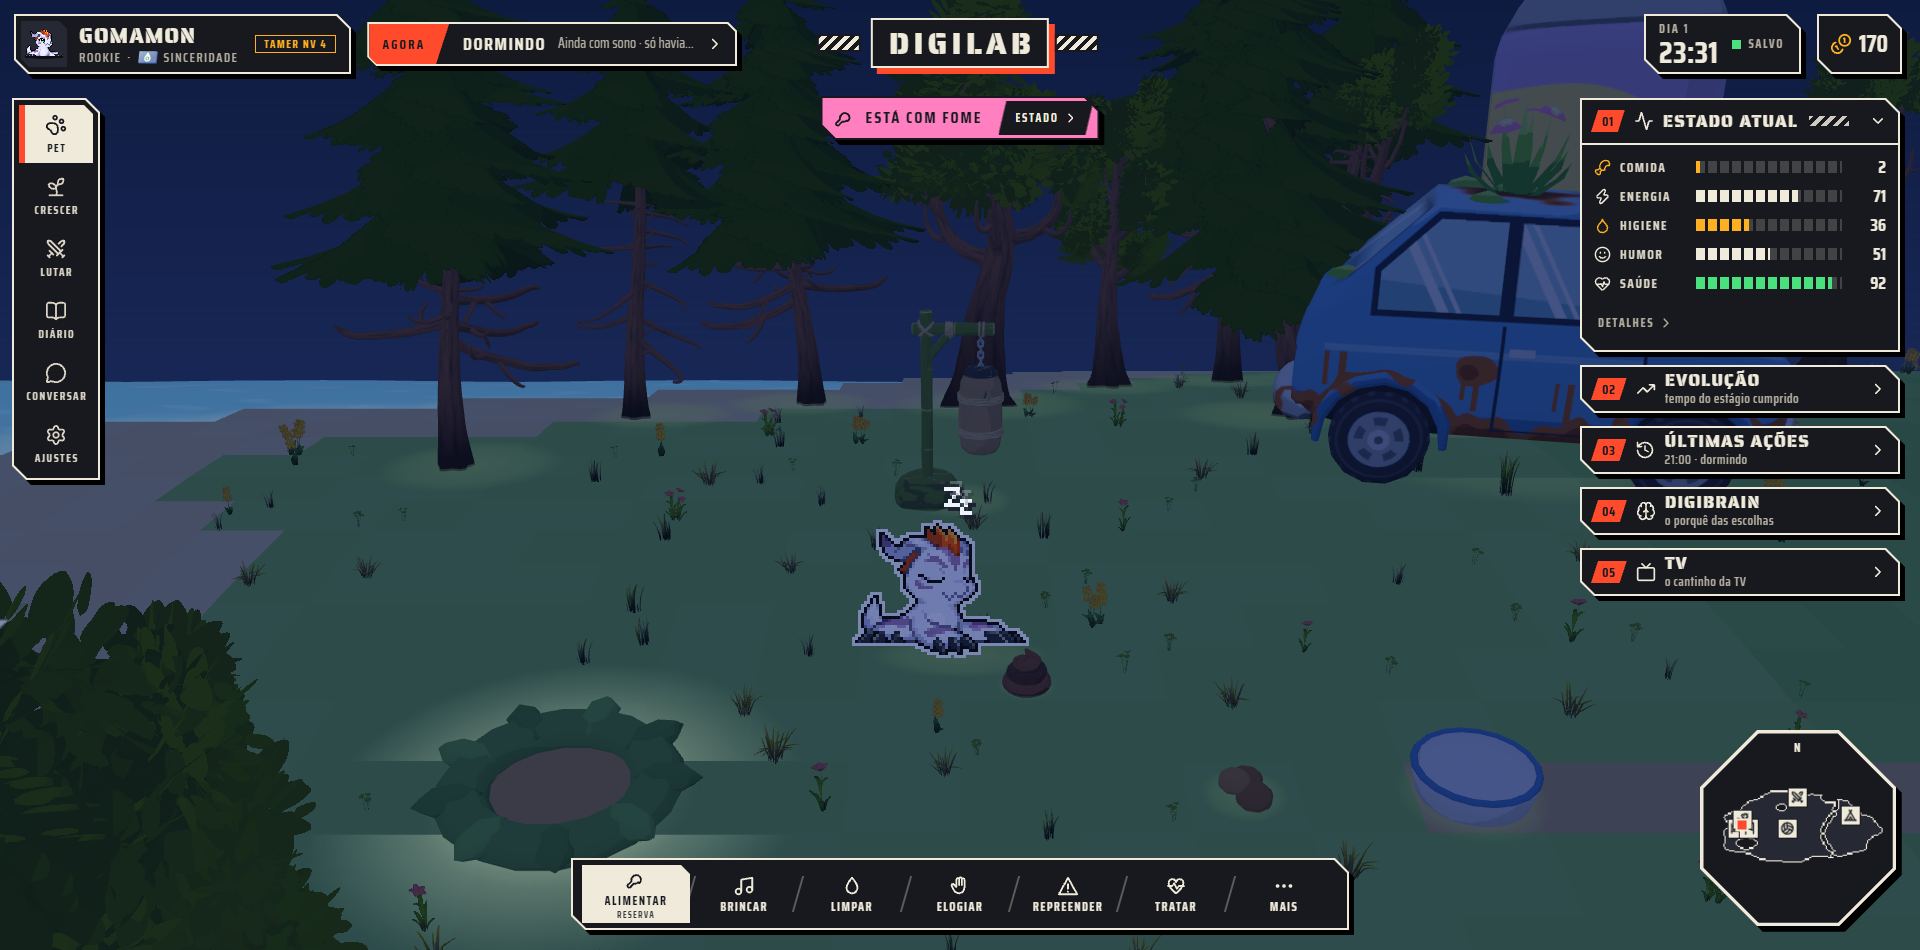 GOMAMON
ROOKIE · SINCERIDADE
TAMER NV 4
AGORA
DORMINDO
Ainda com sono · só havia...
DIGILAB
DIA 1
23:31
SALVO
170
ESTÁ COM FOME
ESTADO
PET
CRESCER
LUTAR
DIÁRIO
CONVERSAR
AJUSTES
01
ESTADO ATUAL
COMIDA 2
ENERGIA 71
HIGIENE 36
HUMOR 51
SAÚDE 92
DETALHES
02
EVOLUÇÃO
tempo do estágio cumprido
03
ÚLTIMAS AÇÕES
21:00 · dormindo
04
DIGIBRAIN
o porquê das escolhas
05
TV
o cantinho da TV
N
ALIMENTAR
RESERVA
BRINCAR
LIMPAR
ELOGIAR
REPREENDER
TRATAR
MAIS